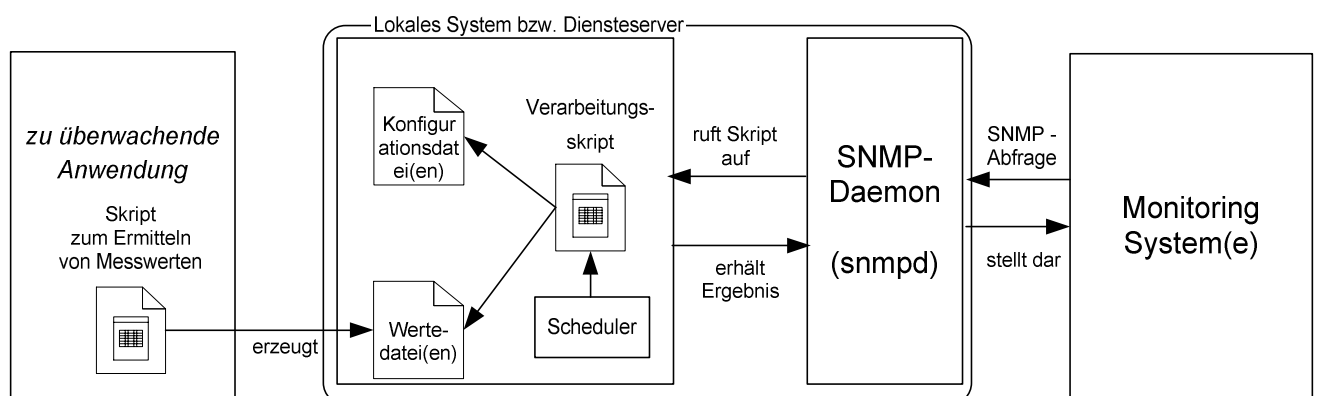 Lokales System bzw. Diensteserver
zu überwachende
Anwendung
Skript
zum Ermitteln
von Messwerten
erzeugt
Konfigur
ationsdat
ei(en)
Werte-
datei(en)
Verarbeitungs-
skript
Scheduler
ruft Skript
auf
erhält
Ergebnis
SNMP-
Daemon
(snmpd)
SNMP -
Abfrage
stellt dar
Monitoring
System(e)